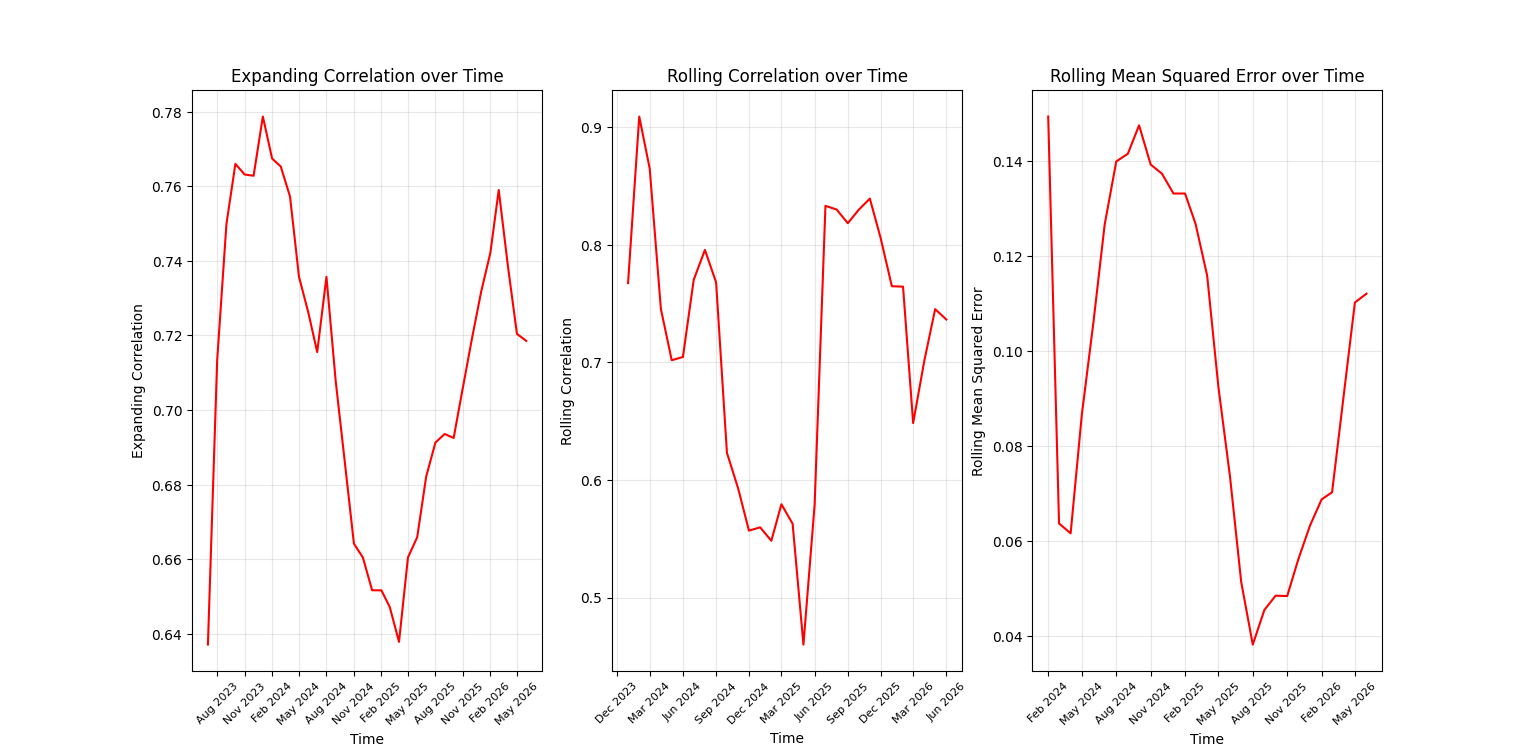 Expanding Correlation over Time
Expanding Correlation
0.78
0.76
0.74
0.72
0.70
0.68
0.66
0.64
Aug 2023
Nov 2023
Feb 2024
May 2024
Aug 2024
Nov 2024
Feb 2025
May 2025
Aug 2025
Nov 2025
Feb 2026
May 2026
Time
Rolling Correlation over Time
Rolling Correlation
0.9
0.8
0.7
0.6
0.5
Dec 2023
Mar 2024
Jun 2024
Sep 2024
Dec 2024
Mar 2025
Jun 2025
Sep 2025
Dec 2025
Mar 2026
Jun 2026
Time
Rolling Mean Squared Error over Time
Rolling Mean Squared Error
0.14
0.12
0.10
0.08
0.06
0.04
Feb 2024
May 2024
Aug 2024
Nov 2024
Feb 2025
May 2025
Aug 2025
Nov 2025
Feb 2026
May 2026
Time